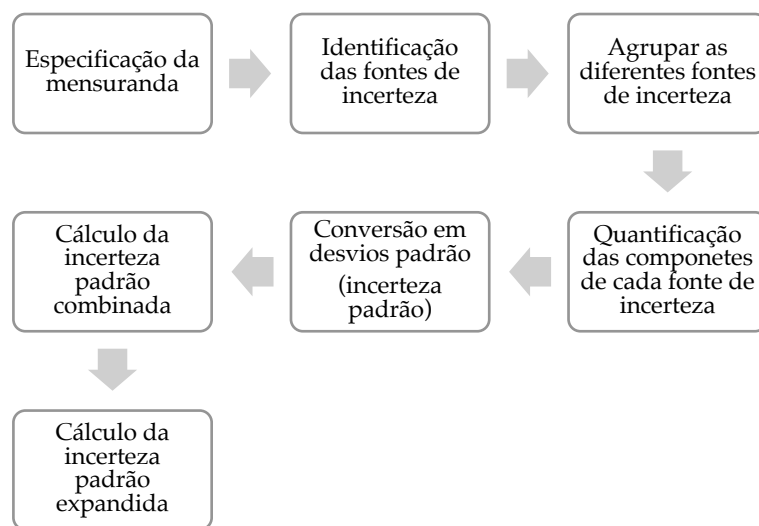 Especificação da
mensuranda
Identificação
das fontes de
incerteza
Agrupar as
diferentes fontes
de incerteza
Quantificação
das componetes
de cada fonte de
incerteza
Conversão em
desvios padrão
(incerteza
padrão)
Cálculo da
incerteza
padrão
combinada
Cálculo da
incerteza
padrão
expandida